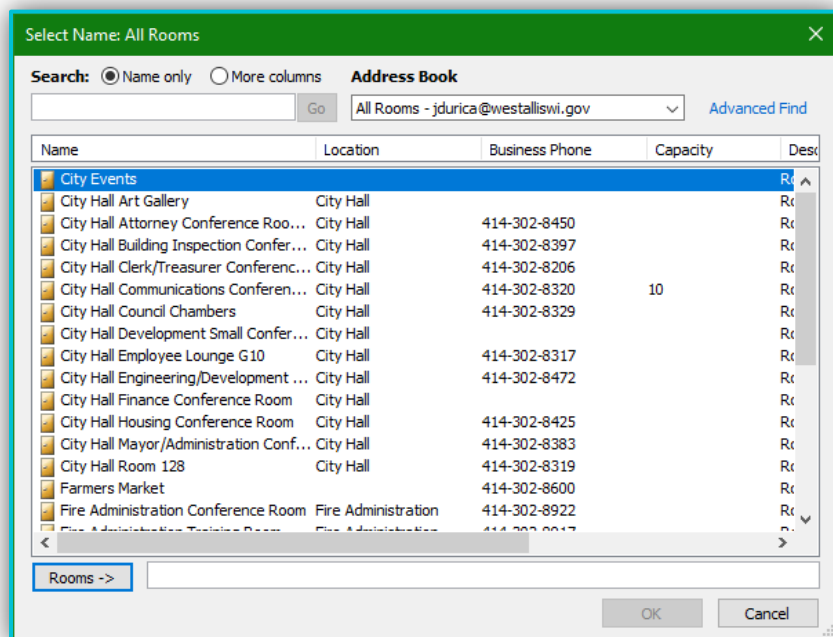 Select Name: All Rooms
Search: Name only More columns Address Book
Go All Rooms - jdurica@westalliswi.gov Advanced Find
Name Location Business Phone Capacity
City Events
City Hall Art Gallery City Hall
City Hall Attorney Conference Roo... City Hall 414-302-8450
City Hall Building Inspection Confer... City Hall 414-302-8397
City Hall Clerk/Treasurer Conferenc... City Hall 414-302-8206
City Hall Communications Conferen... City Hall 414-302-8320 10
City Hall Council Chambers City Hall 414-302-8329
City Hall Development Small Confer... City Hall
City Hall Employee Lounge G10 City Hall 414-302-8317
City Hall Engineering/Development ... City Hall 414-302-8472
City Hall Finance Conference Room City Hall
City Hall Housing Conference Room City Hall 414-302-8425
City Hall Mayor/Administration Conf... City Hall 414-302-8383
City Hall Room 128 City Hall 414-302-8319
Farmers Market 414-302-8600
Fire Administration Conference Room Fire Administration 414-302-8922
Fire Administration Training Room Fire Administration
Rooms ->
OK Cancel